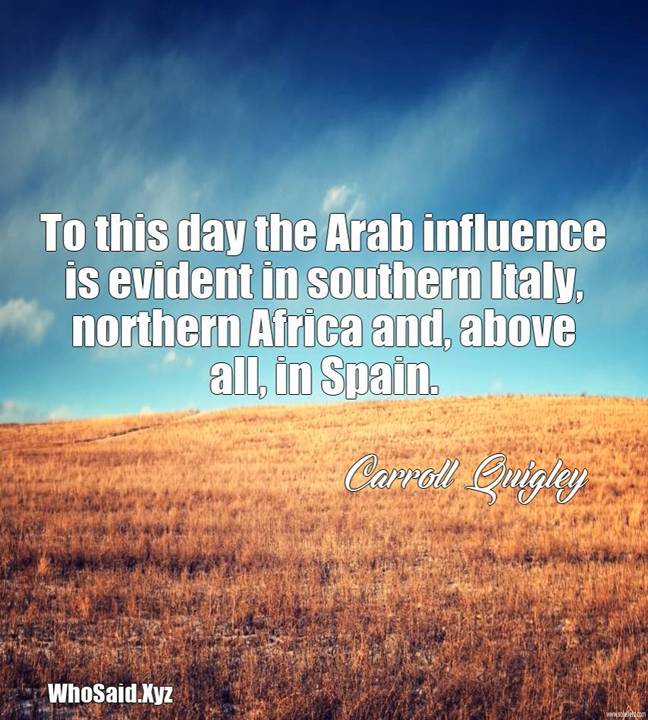 To this day the Arab influence
is evident in southern Italy,
northern Africa and, above
all, in Spain.
Carroll Quigley
WhoSaid.Xyz